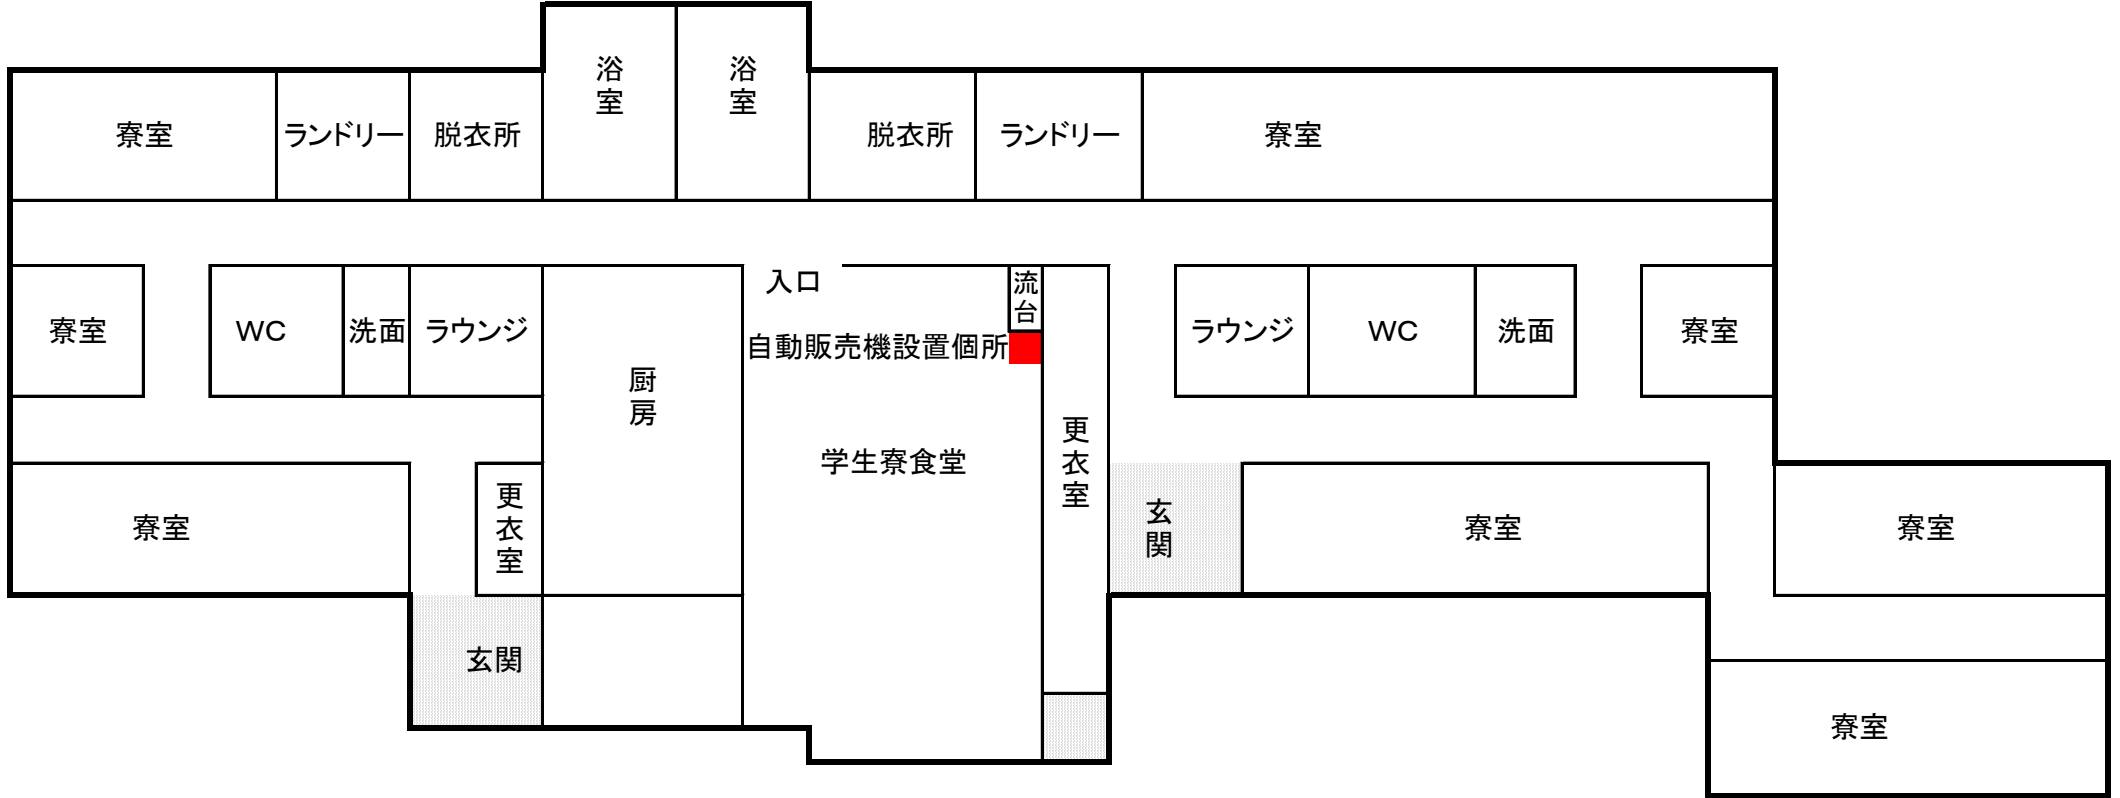 浴室
浴室
寮室
ランドリー
脱衣所
脱衣所
ランドリー
寮室
入口
流台
寮室
WC
洗面
ラウンジ
自動販売機設置個所
ラウンジ
WC
洗面
寮室
厨房
学生寮食堂
更衣室
寮室
更衣室
玄関
寮室
寮室
玄関
寮室